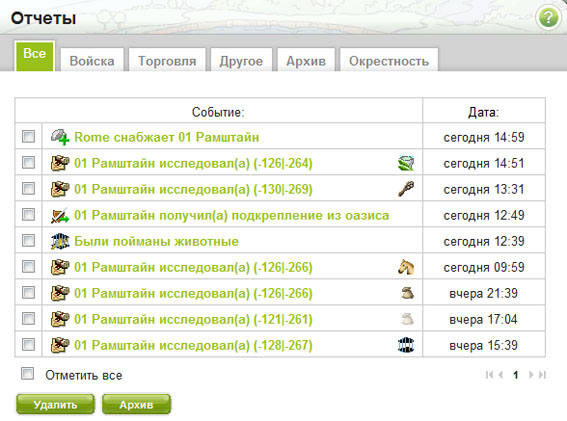 Отчеты
?
Все Войска Торговля Другое Архив Окрестность
Событие: Дата:
Rome снабжает 01 Рамштайн сегодня 14:59
01 Рамштайн исследовал(а) (-126|-264) сегодня 14:51
01 Рамштайн исследовал(а) (-130|-269) сегодня 13:31
01 Рамштайн получил(а) подкрепление из оазиса сегодня 12:49
Были пойманы животные сегодня 12:39
01 Рамштайн исследовал(а) (-126|-266) сегодня 09:59
01 Рамштайн исследовал(а) (-126|-266) вчера 21:39
01 Рамштайн исследовал(а) (-121|-261) вчера 17:04
01 Рамштайн исследовал(а) (-128|-267) вчера 15:39
Отметить все 1
Удалить Архив